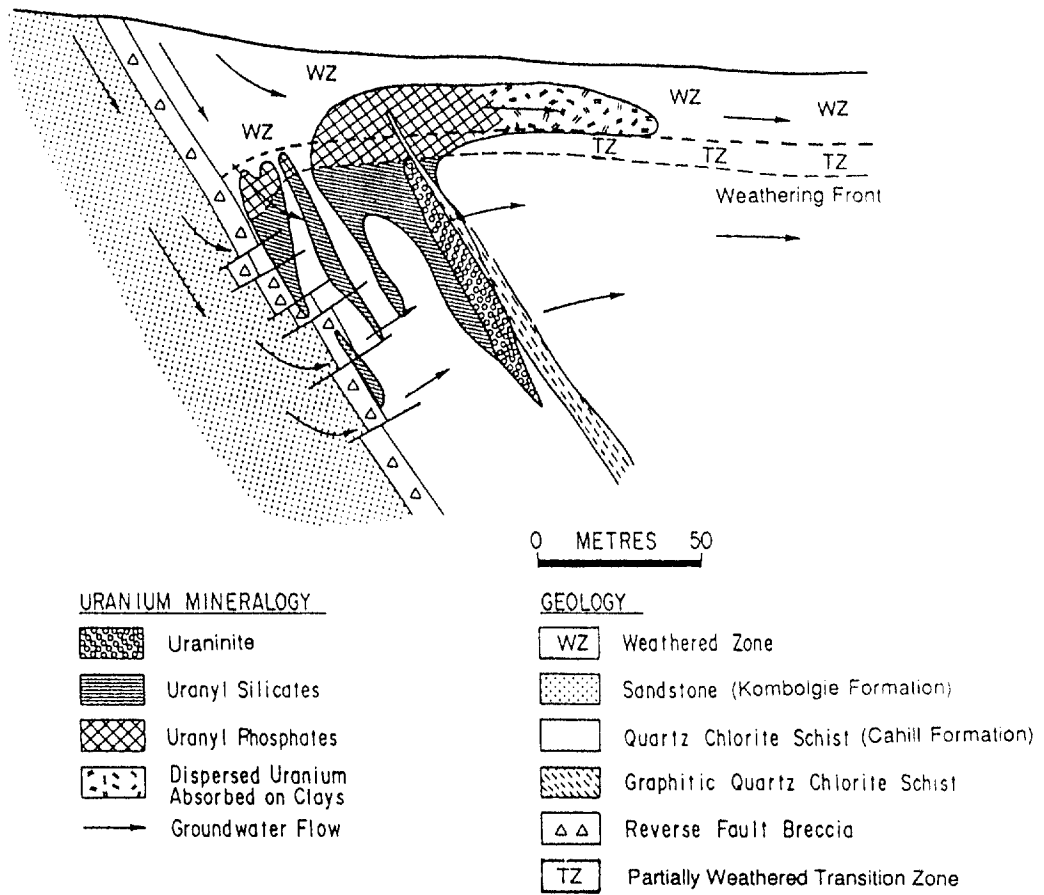 WZ
WZ
WZ
WZ
WZ
TZ
TZ
TZ
Weathering Front
0 METRES 50
URANIUM MINERALOGY
Uraninite
Uranyl Silicates
Uranyl Phosphates
Dispersed Uranium
Absorbed on Clays
Groundwater Flow
GEOLOGY
WZ Weathered Zone
Sandstone (Kombolgie Formation)
Quartz Chlorite Schist (Cahill Formation)
Graphitic Quartz Chlorite Schist
Reverse Fault Breccia
TZ Partially Weathered Transition Zone